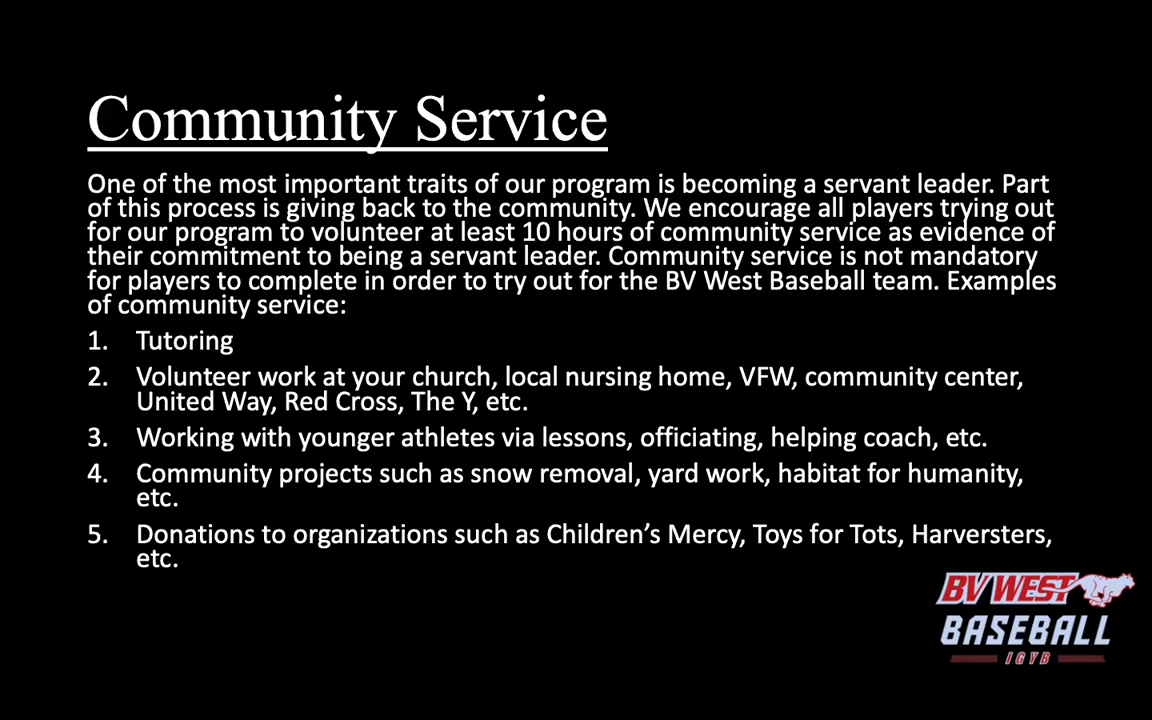 Community Service
One of the most important traits of our program is becoming a servant leader. Part
of this process is giving back to the community. We encourage all players trying out
for our program to volunteer at least 10 hours of community service as evidence of
their commitment to being a servant leader. Community service is not mandatory
for players to complete in order to try out for the BV West Baseball team. Examples
of community service:
1. Tutoring
2. Volunteer work at your church, local nursing home, VFW, community center,
United Way, Red Cross, The Y, etc.
3. Working with younger athletes via lessons, officiating, helping coach, etc.
4. Community projects such as snow removal, yard work, habitat for humanity,
etc.
5. Donations to organizations such as Children’s Mercy, Toys for Tots, Harversters,
etc.
BV WEST
BASEBALL
IGYB